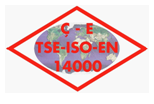 Ç - E
TSE-ISO-EN
14000